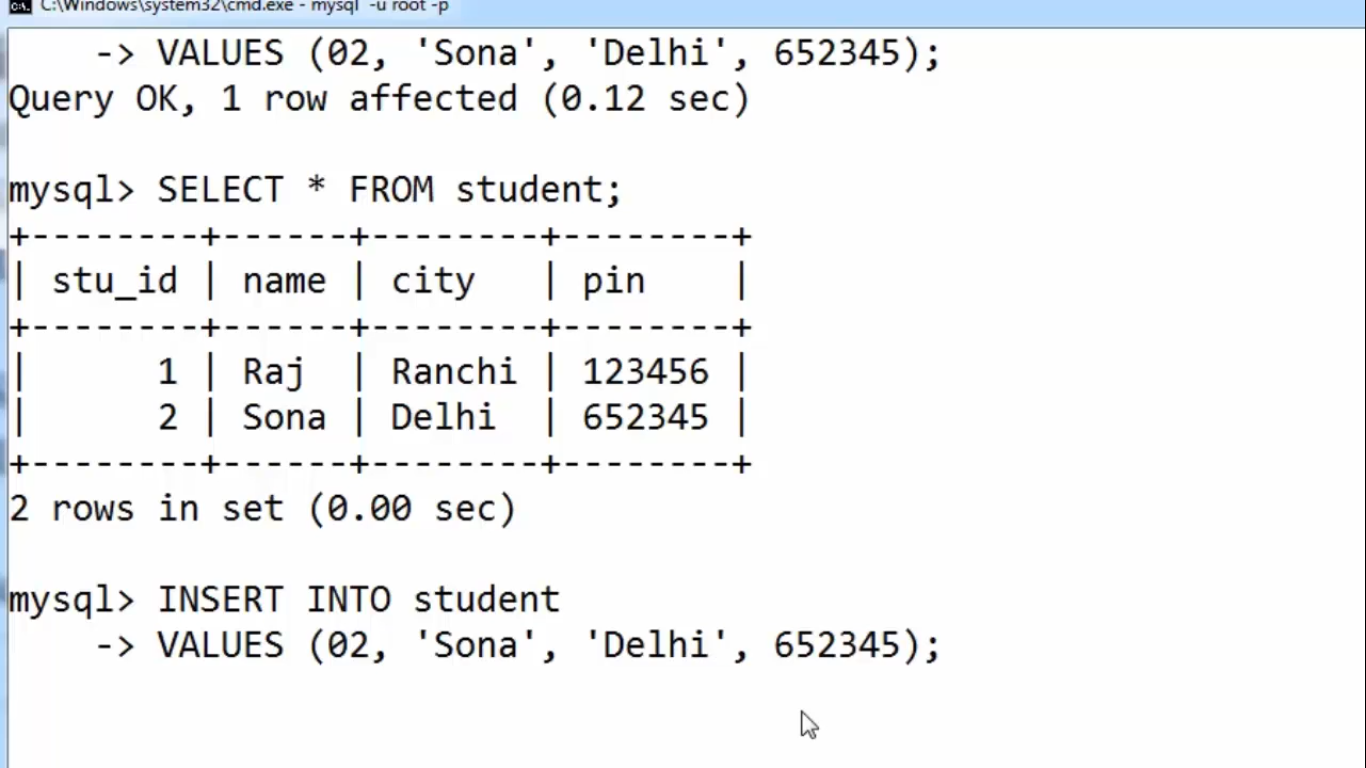 C:\Windows\system32\cmd.exe - mysql -u root -p
    -> VALUES (02, 'Sona', 'Delhi', 652345);
Query OK, 1 row affected (0.12 sec)

mysql> SELECT * FROM student;
+--------+------+--------+--------+
| stu_id | name | city   | pin    |
+--------+------+--------+--------+
|      1 | Raj  | Ranchi | 123456 |
|      2 | Sona | Delhi  | 652345 |
+--------+------+--------+--------+
2 rows in set (0.00 sec)

mysql> INSERT INTO student
    -> VALUES (02, 'Sona', 'Delhi', 652345);